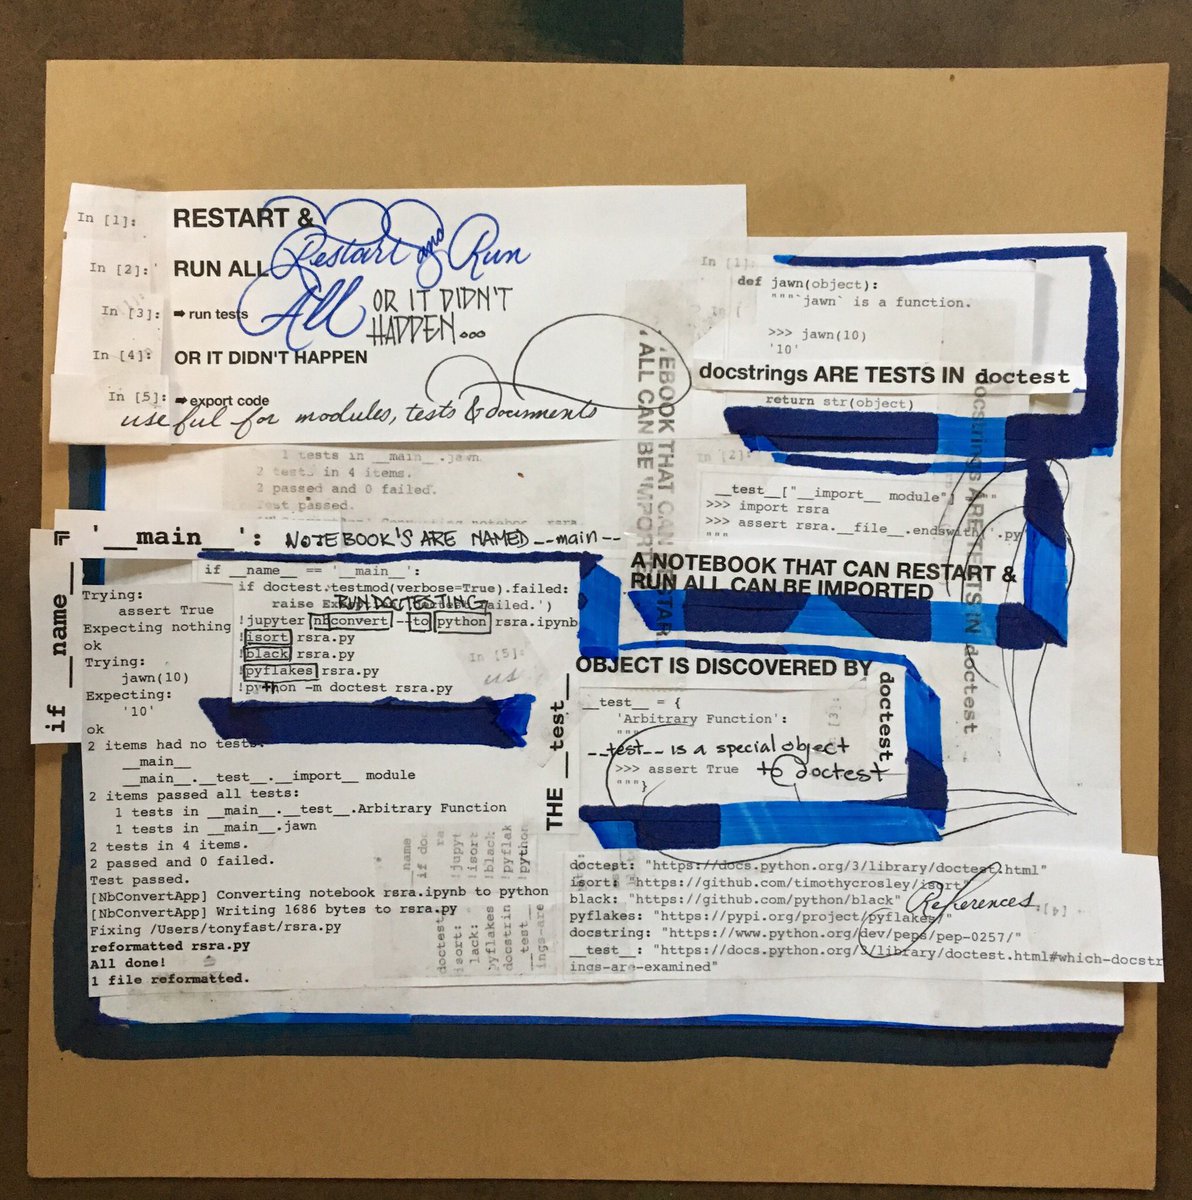 In [1]: RESTART &
Restart and Run
In [2]: RUN ALL
All
In [3]: ➡ run tests
OR IT DIDN'T
HAPPEN...
In [4]: OR IT DIDN'T HAPPEN
In [5]: ➡ export code
useful for modules, tests & documents
In [1]:
def jawn(object):
"""`jawn` is a function.
>>> jawn(10)
'10'
docstrings ARE TESTS IN doctest
return str(object)
In [2]:
__test__["__import__ module"] """
>>> import rsra
>>> assert rsra.__file__.endswith('.py
"""
A NOTEBOOK THAT CAN RESTART &
RUN ALL CAN BE IMPORTED
EBOOK THAT CAN RESTAR
ALL CAN BE IMPORTE
docstrings ARE TESTS IN doctest
1 tests in __main__.jawn
2 tests in 4 items.
2 passed and 0 failed.
Test passed.
if __name__ == '__main__': NOTEBOOK'S ARE NAMED __main__
if __name__ == '__main__':
if doctest.testmod(verbose=True).failed:
RUN DOCTESTING
!jupyter nbconvert --to python rsra.ipynb
!isort rsra.py
!black rsra.py
!pyflakes rsra.py
!python -m doctest rsra.py
In [5]:
us
Trying:
assert True
Expecting nothing
ok
Trying:
jawn(10)
Expecting:
'10'
ok
2 items had no tests:
__main__
__main__.__test__.__import__ module
2 items passed all tests:
1 tests in __main__.__test__.Arbitrary Function
1 tests in __main__.jawn
2 tests in 4 items.
2 passed and 0 failed.
Test passed.
[NbConvertApp] Converting notebook rsra.ipynb to python
[NbConvertApp] Writing 1686 bytes to rsra.py
Fixing /Users/tonyfast/rsra.py
reformatted rsra.py
All done!
1 file reformatted.
THE __test__
OBJECT IS DISCOVERED BY
doctest
__test__ = {
'Arbitrary Function':
"""
__test__ is a special object
>>> assert True
to doctest
"""}
[3]:
doctest: "https://docs.python.org/3/library/doctest.html"
isort: "https://github.com/timothycrosley/isort"
black: "https://github.com/python/black"
References
pyflakes: "https://pypi.org/project/pyflakes/"
[4]:
docstring: "https://www.python.org/dev/peps/pep-0257/"
__test__: "https://docs.python.org/3/library/doctest.html#which-docstr
ings-are-examined"